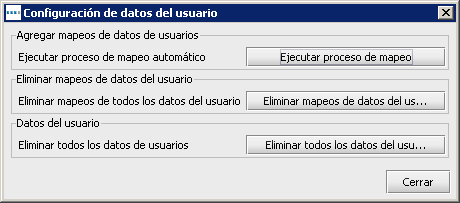 Configuración de datos del usuario
Agregar mapeos de datos de usuarios
Ejecutar proceso de mapeo automático
Ejecutar proceso de mapeo
Eliminar mapeos de datos del usuario
Eliminar mapeos de todos los datos del usuario
Eliminar mapeos de datos del us...
Datos del usuario
Eliminar todos los datos de usuarios
Eliminar todos los datos del usu...
Cerrar